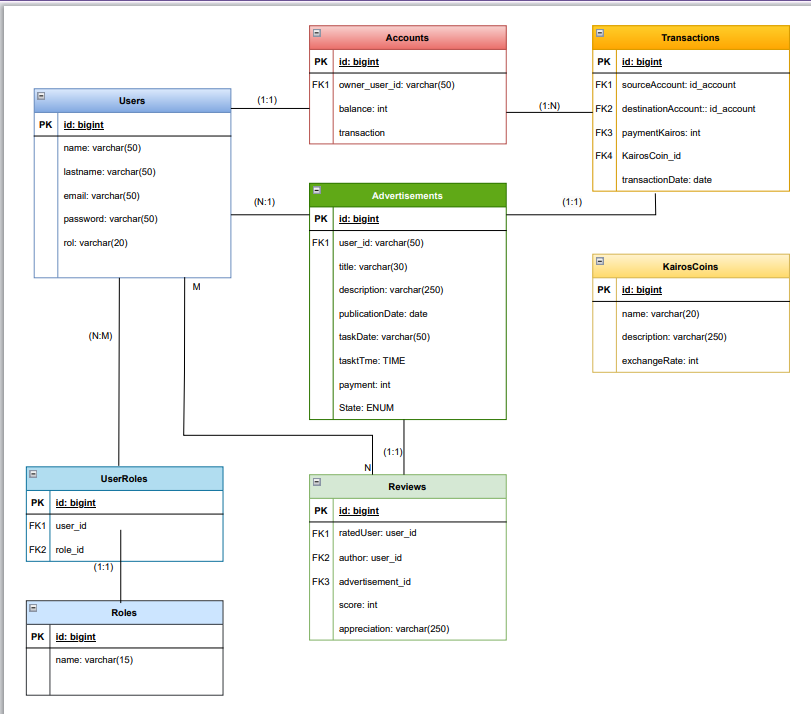 Accounts
PK id: bigint
FK1 owner_user_id: varchar(50)
balance: int
transaction
Transactions
PK id: bigint
FK1 sourceAccount: id_account
FK2 destinationAccount:: id_account
FK3 paymentKairos: int
FK4 KairosCoin_id
transactionDate: date
Users
PK id: bigint
name: varchar(50)
lastname: varchar(50)
email: varchar(50)
password: varchar(50)
rol: varchar(20)
(1:1)
(1:N)
(N:1)
(1:1)
Advertisements
PK id: bigint
FK1 user_id: varchar(50)
title: varchar(30)
description: varchar(250)
publicationDate: date
taskDate: varchar(50)
tasktTme: TIME
payment: int
State: ENUM
KairosCoins
PK id: bigint
name: varchar(20)
description: varchar(250)
exchangeRate: int
M
(N:M)
(1:1)
N
UserRoles
PK id: bigint
FK1 user_id
FK2 role_id
(1:1)
Roles
PK id: bigint
name: varchar(15)
Reviews
PK id: bigint
FK1 ratedUser: user_id
FK2 author: user_id
FK3 advertisement_id
score: int
appreciation: varchar(250)